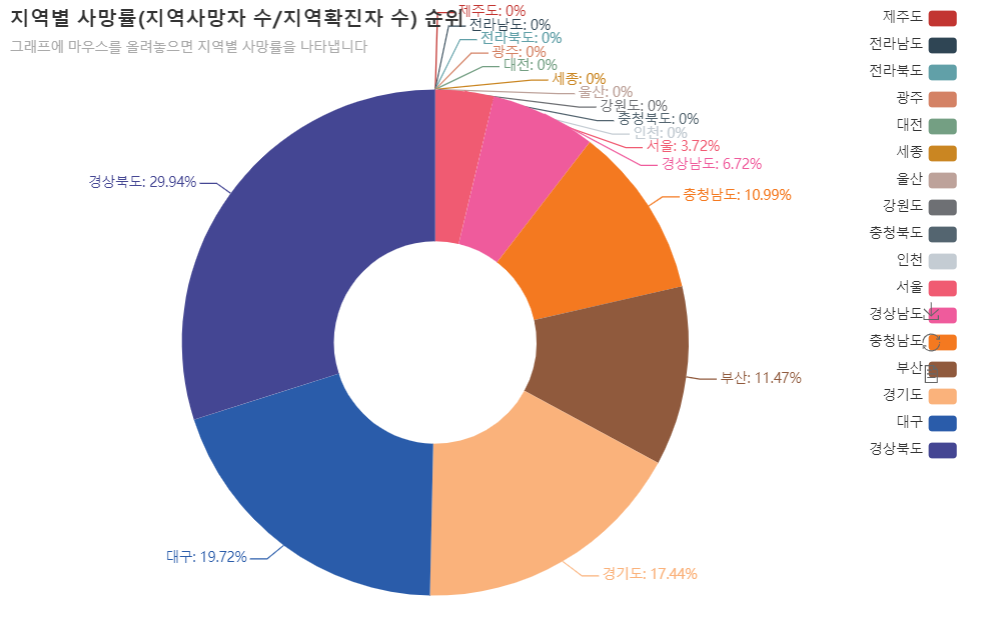 지역별 사망률(지역사망자 수/지역확진자 수) 순위
그래프에 마우스를 올려놓으면 지역별 사망률을 나타냅니다
제주도: 0%
전라남도: 0%
전라북도: 0%
광주: 0%
대전: 0%
세종: 0%
울산: 0%
강원도: 0%
충청북도: 0%
인천: 0%
서울: 3.72%
경상남도: 6.72%
충청남도: 10.99%
부산: 11.47%
경기도: 17.44%
대구: 19.72%
경상북도: 29.94%
제주도
전라남도
전라북도
광주
대전
세종
울산
강원도
충청북도
인천
서울
경상남도
충청남도
부산
경기도
대구
경상북도